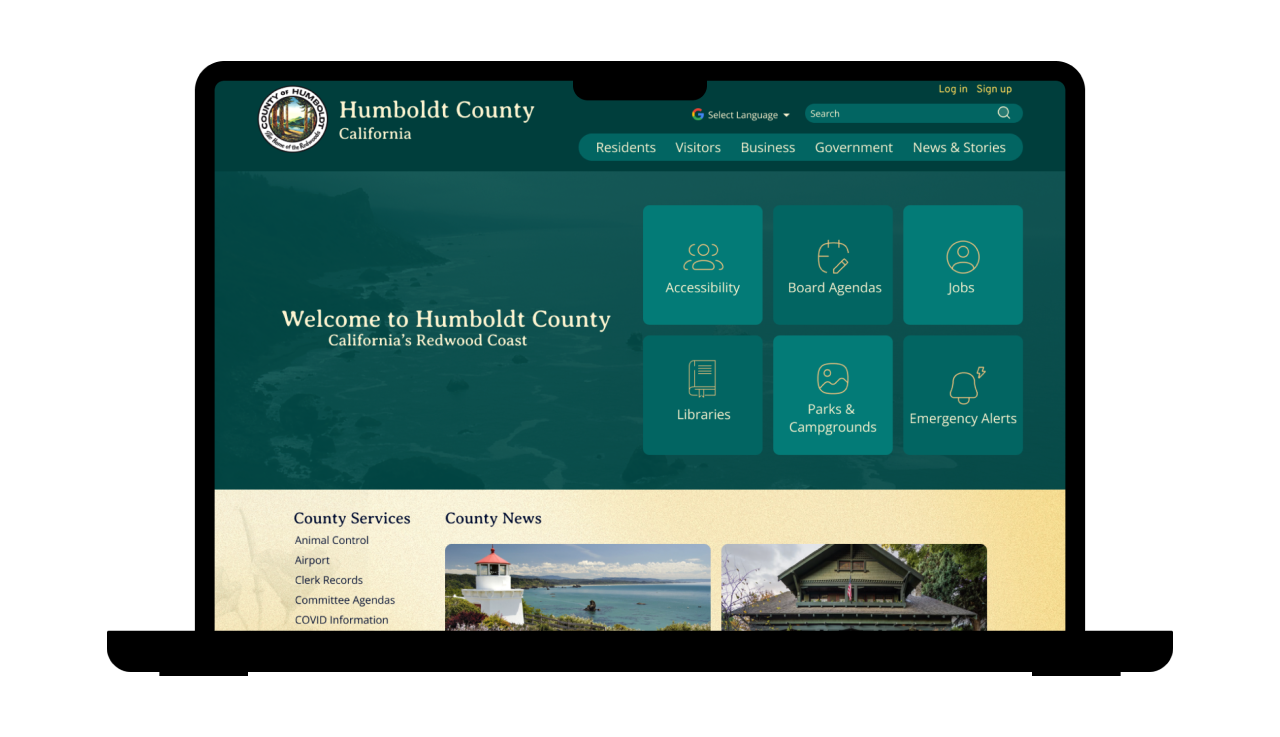 Log in Sign up
COUNTY OF HUMBOLDT
The Home of the Redwoods
Humboldt County
California
Select Language
Search
Residents Visitors Business Government News & Stories
Welcome to Humboldt County
California’s Redwood Coast
Accessibility
Board Agendas
Jobs
Libraries
Parks &
Campgrounds
Emergency Alerts
County Services
Animal Control
Airport
Clerk Records
Committee Agendas
COVID Information
County News